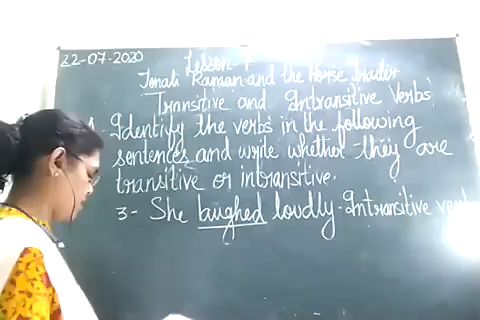 22-07-2020
Lesson-1
Tenali Raman and the Horse Trader
Transitive and Intransitive Verbs
A. Identify the verbs in the following
sentences and write whether they are
transitive or intransitive.
3- She laughed loudly-Intransitive verb